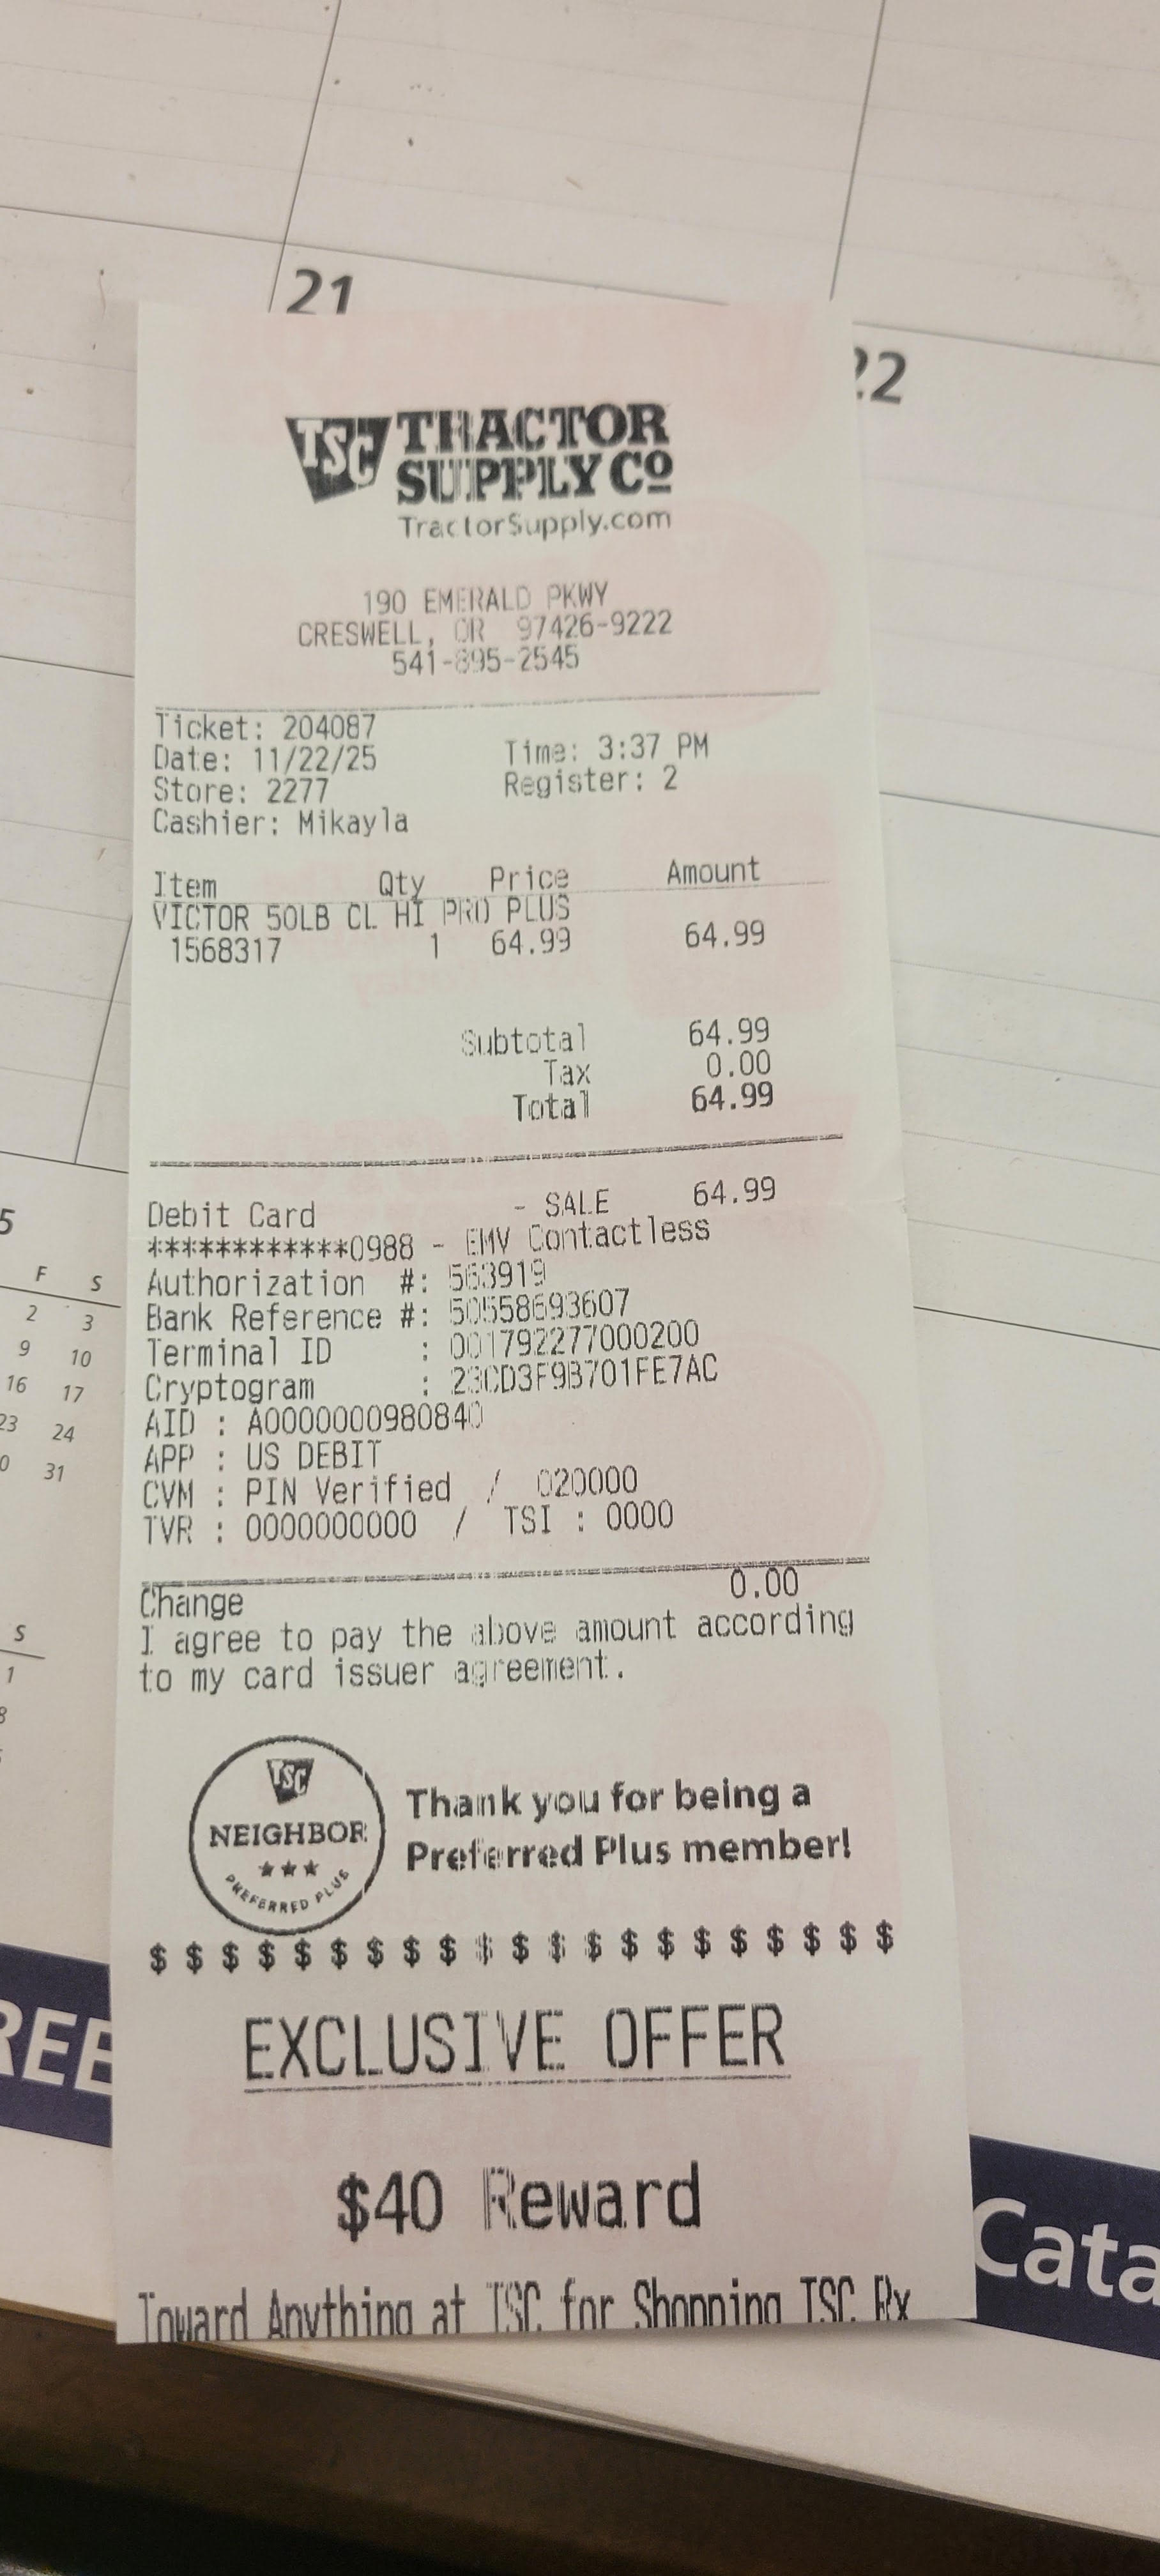 21
22
TSC TRACTOR
SUPPLY CO
TractorSupply.com
190 EMERALD PKWY
CRESWELL, OR 97426-9222
541-895-2545
Ticket: 204087
Date: 11/22/25 Time: 3:37 PM
Store: 2277 Register: 2
Cashier: Mikayla
Item Qty Price Amount
VICTOR 50LB CL HI PRO PLUS
1568317 1 64.99 64.99
Subtotal 64.99
Tax 0.00
Total 64.99
Debit Card - SALE 64.99
************0988 - EMV Contactless
Authorization #: 563919
Bank Reference #: 50558693607
Terminal ID : 001792277000200
Cryptogram : 23CD3F9B701FE7AC
AID : A0000000980840
APP : US DEBIT
CVM : PIN Verified / 020000
TVR : 0000000000 / TSI : 0000
Change 0.00
I agree to pay the above amount according
to my card issuer agreement.
TSC
NEIGHBOR
★★★
PREFERRED PLUS
Thank you for being a
Preferred Plus member!
$ $ $ $ $ $ $ $ $ $ $ $ $ $ $ $ $ $ $ $ $
EXCLUSIVE OFFER
$40 Reward
Toward Anything at TSC for Shopping TSC Rx
5
F S
2 3
9 10
16 17
23 24
0 31
S
1
8
REE
Cata